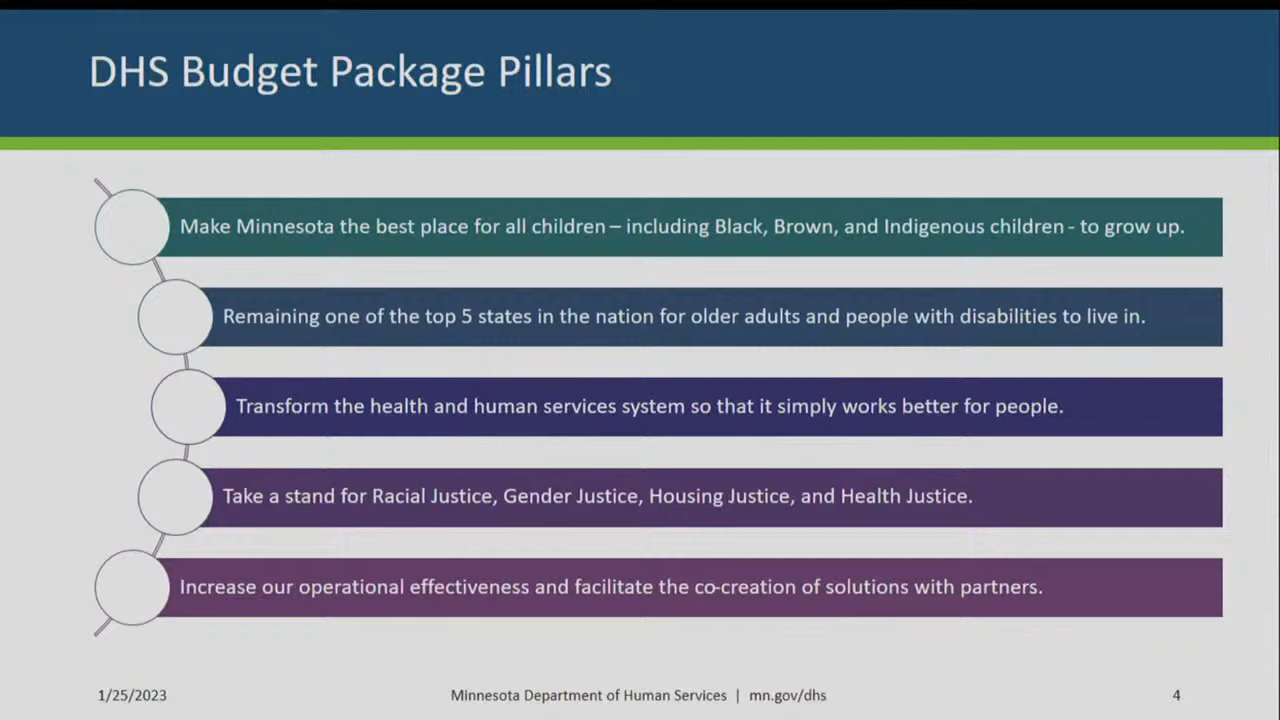 DHS Budget Package Pillars
Make Minnesota the best place for all children – including Black, Brown, and Indigenous children - to grow up.
Remaining one of the top 5 states in the nation for older adults and people with disabilities to live in.
Transform the health and human services system so that it simply works better for people.
Take a stand for Racial Justice, Gender Justice, Housing Justice, and Health Justice.
Increase our operational effectiveness and facilitate the co-creation of solutions with partners.
1/25/2023 Minnesota Department of Human Services | mn.gov/dhs 4